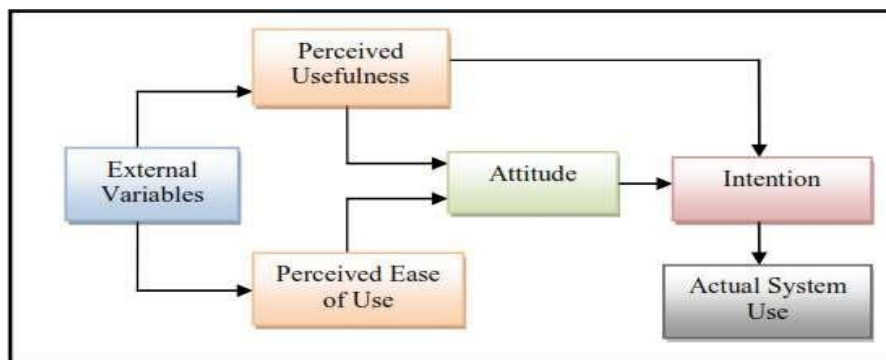 Perceived
Usefulness
External
Variables
Attitude
Intention
Perceived Ease
of Use
Actual System
Use